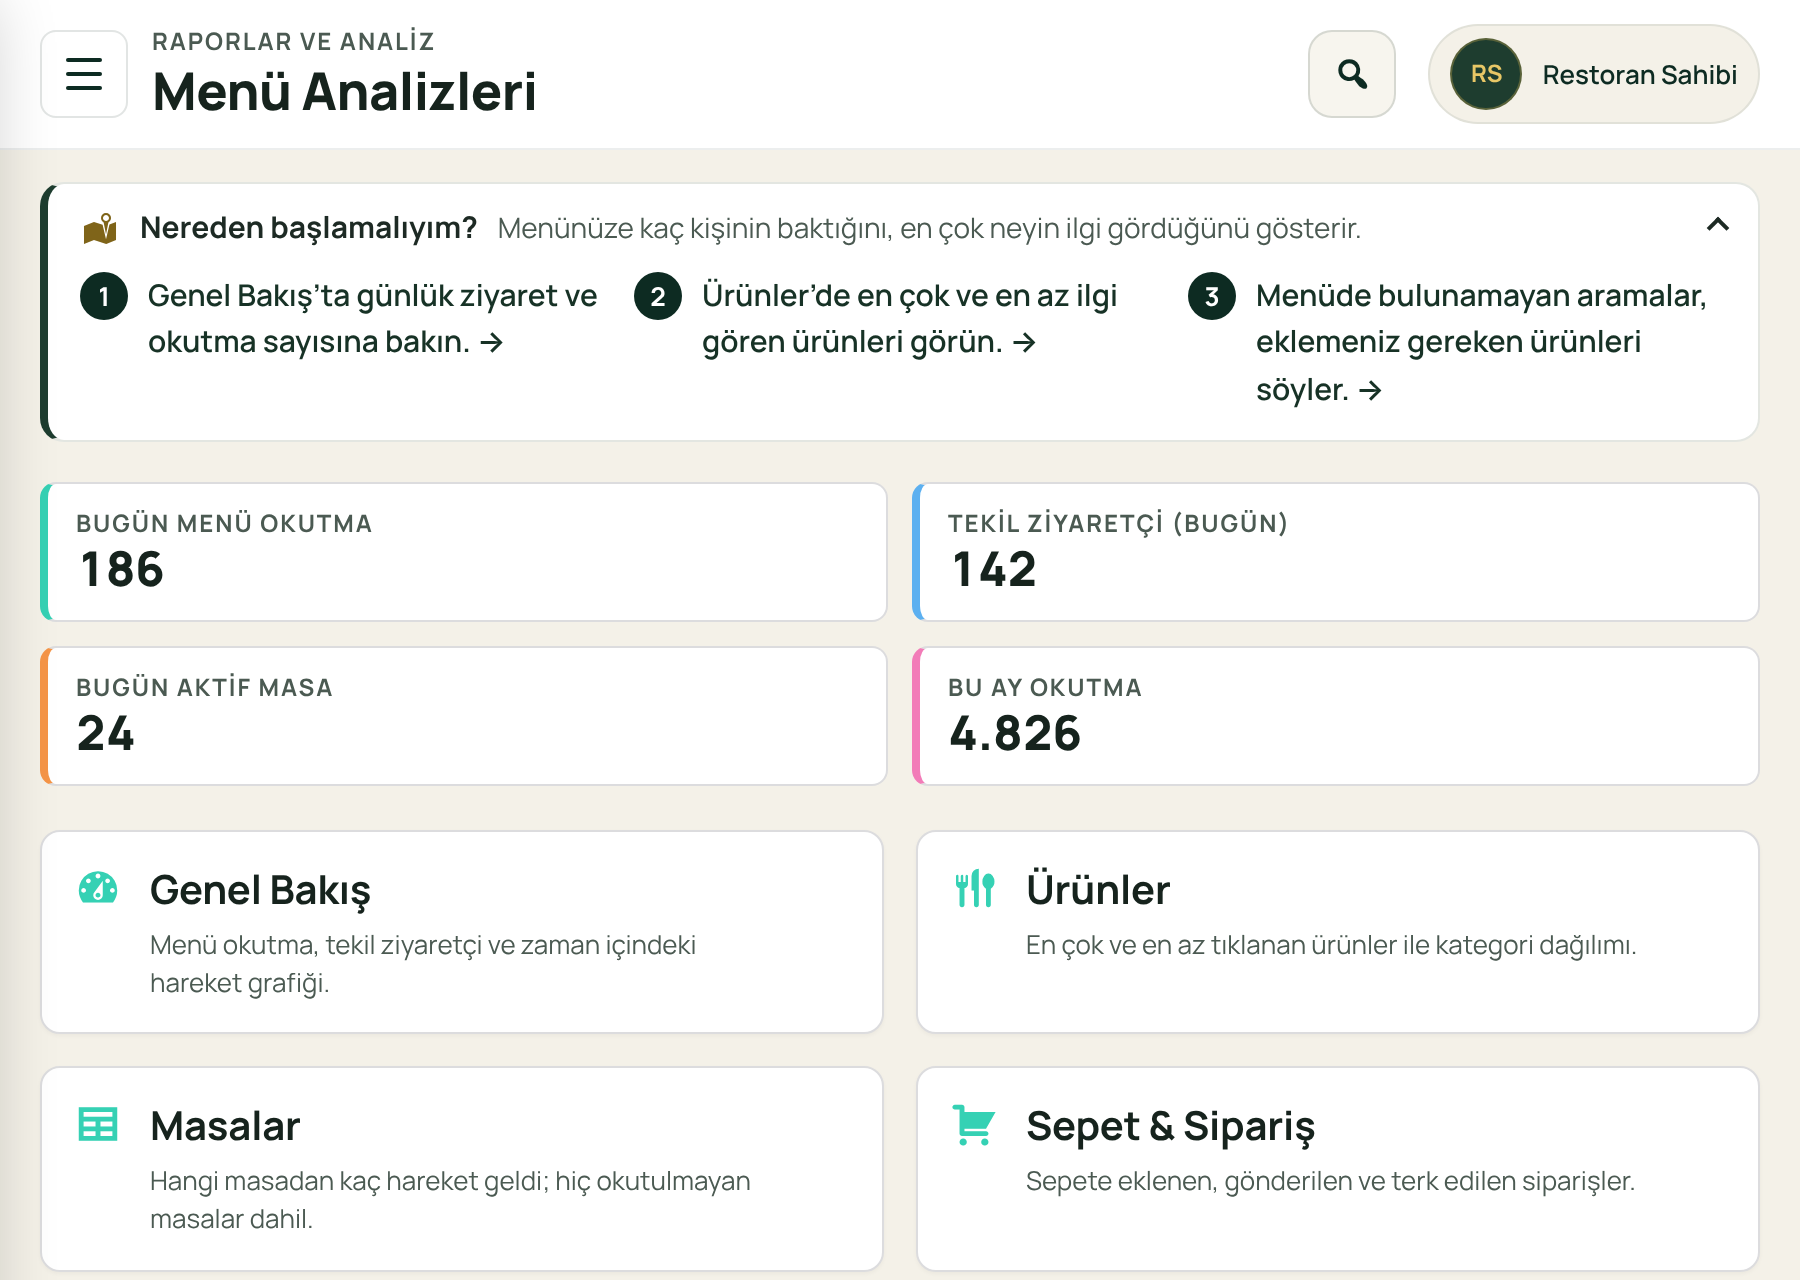 RAPORLAR VE ANALİZ
Menü Analizleri
RS
Restoran Sahibi
Nereden başlamalıyım? Menünüze kaç kişinin baktığını, en çok neyin ilgi gördüğünü gösterir.
1 Genel Bakış’ta günlük ziyaret ve
okutma sayısına bakın. →
2 Ürünler’de en çok ve en az ilgi
gören ürünleri görün. →
3 Menüde bulunamayan aramalar,
eklemeniz gereken ürünleri
söyler. →
BUGÜN MENÜ OKUTMA
186
TEKİL ZİYARETÇİ (BUGÜN)
142
BUGÜN AKTİF MASA
24
BU AY OKUTMA
4.826
Genel Bakış
Menü okutma, tekil ziyaretçi ve zaman içindeki
hareket grafiği.
Ürünler
En çok ve en az tıklanan ürünler ile kategori dağılımı.
Masalar
Hangi masadan kaç hareket geldi; hiç okutulmayan
masalar dahil.
Sepet & Sipariş
Sepete eklenen, gönderilen ve terk edilen siparişler.